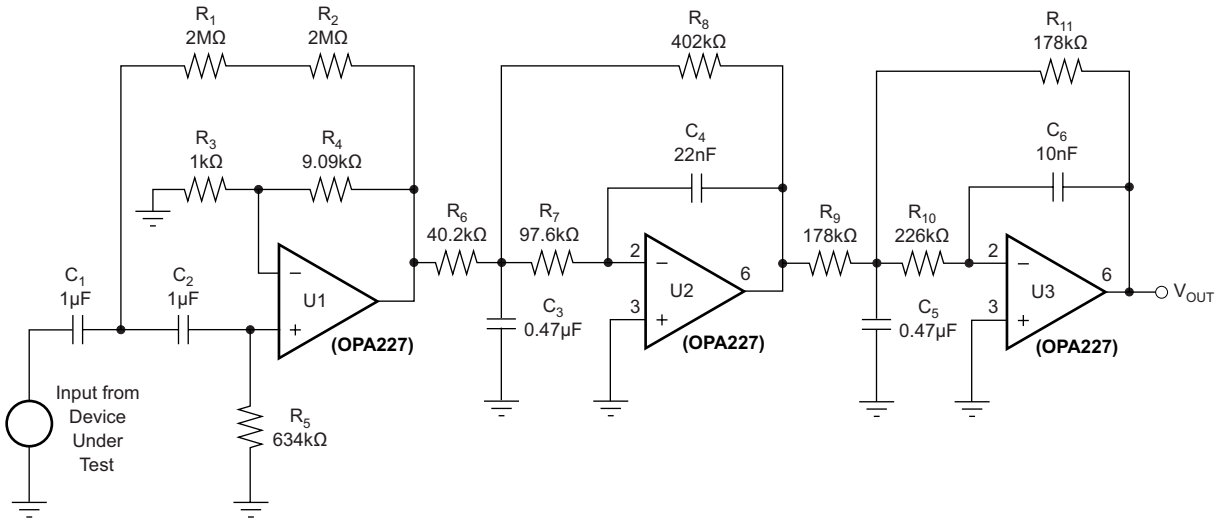 R1
2MΩ
R2
2MΩ
R8
402kΩ
R11
178kΩ
R3
1kΩ
R4
9.09kΩ
C4
22nF
C6
10nF
R6
40.2kΩ
R7
97.6kΩ
R9
178kΩ
R10
226kΩ
C1
1µF
C2
1µF
−
U1
+
(OPA227)
2
−
U2
6
3
+
(OPA227)
C3
0.47µF
2
−
U3
6
3
+
(OPA227)
C5
0.47µF
VOUT
Input from
Device
Under
Test
R5
634kΩ